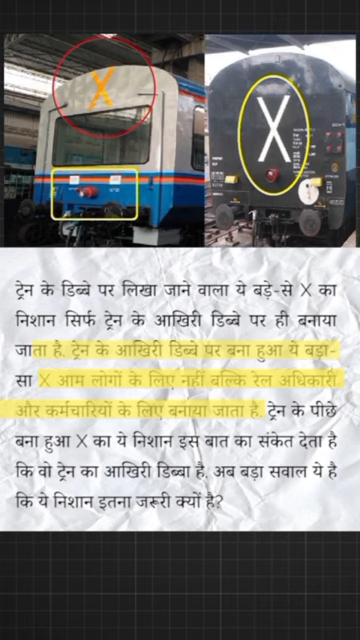 X
X
ट्रेन के डिब्बे पर लिखा जाने वाला ये बड़े-से X का
निशान सिर्फ ट्रेन के आखिरी डिब्बे पर ही बनाया
जाता है. ट्रेन के आखिरी डिब्बे पर बना हुआ ये बड़ा-
सा X आम लोगों के लिए नहीं बल्कि रेल अधिकारी
और कर्मचारियों के लिए बनाया जाता है. ट्रेन के पीछे
बना हुआ X का ये निशान इस बात का संकेत देता है
कि वो ट्रेन का आखिरी डिब्बा है. अब बड़ा सवाल ये है
कि ये निशान इतना जरूरी क्यों है?